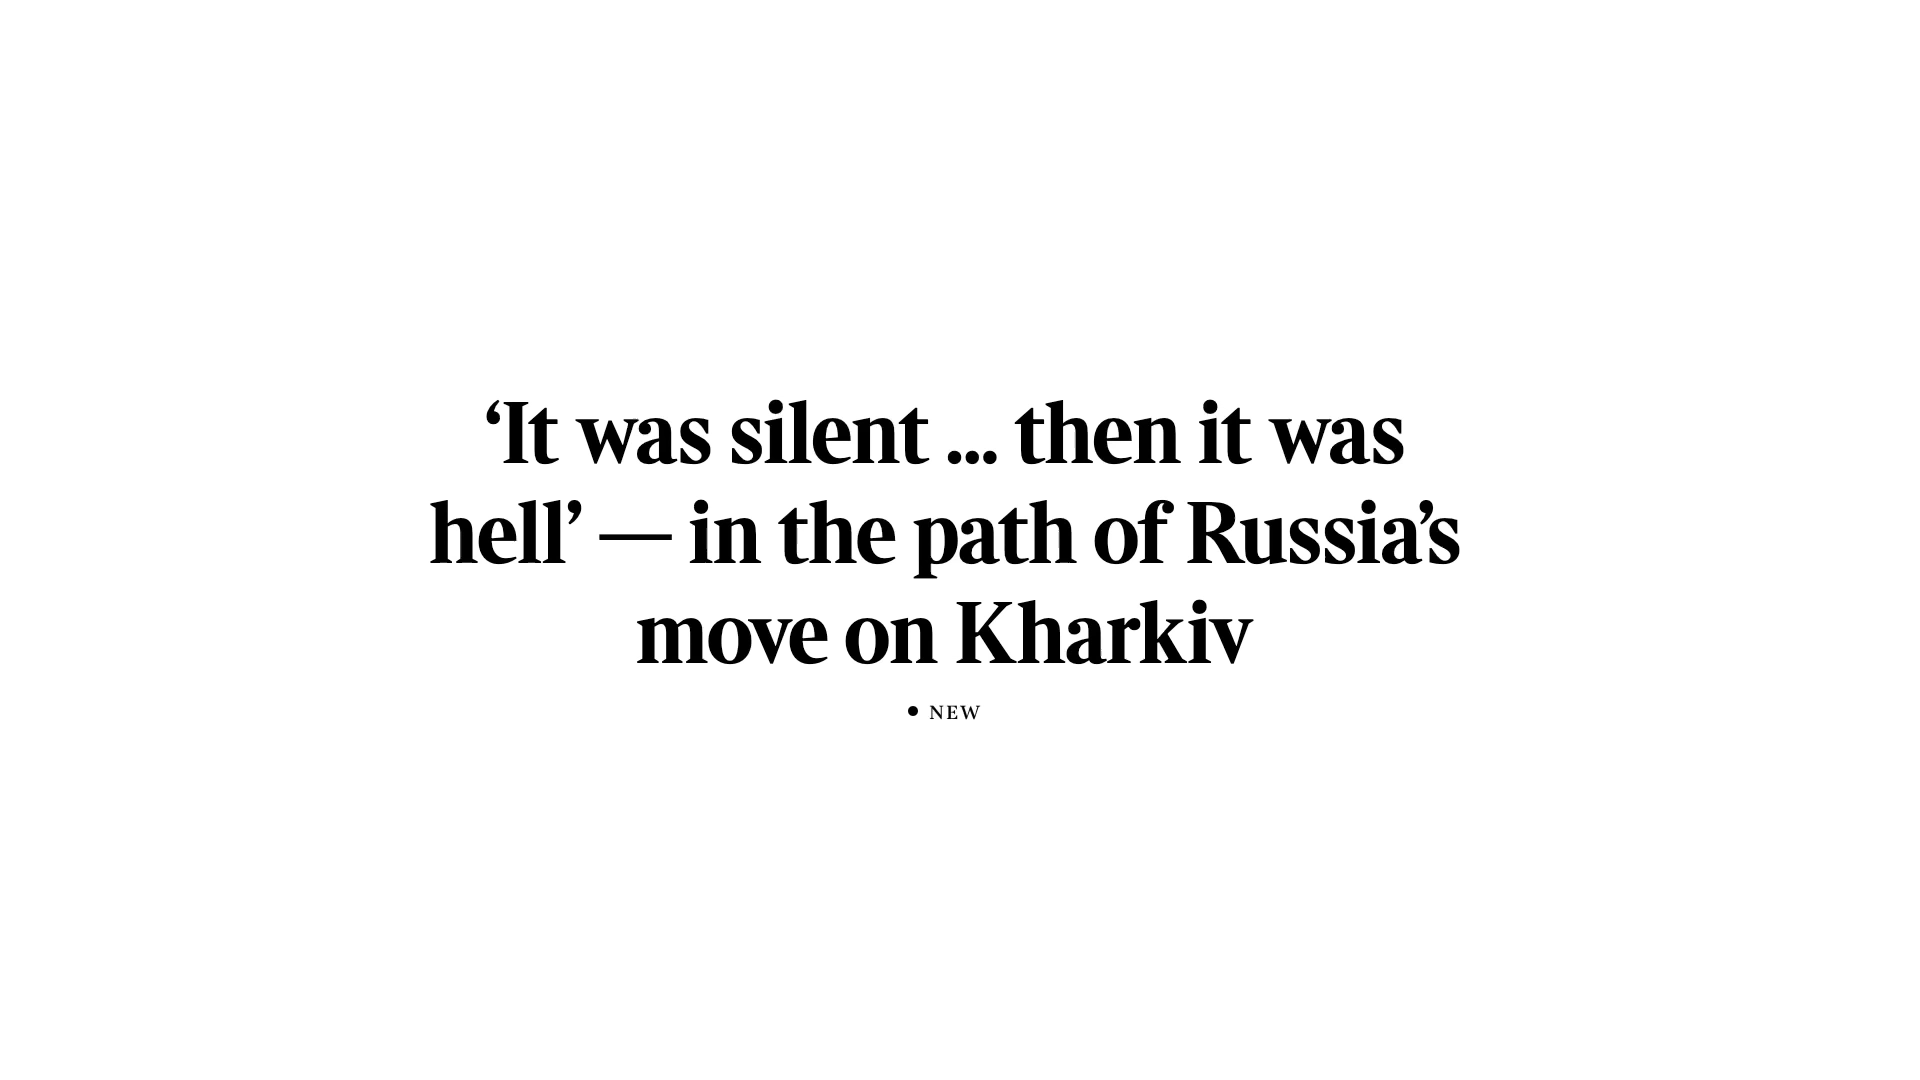 ‘It was silent ... then it was
hell’ — in the path of Russia’s
move on Kharkiv
• NEW